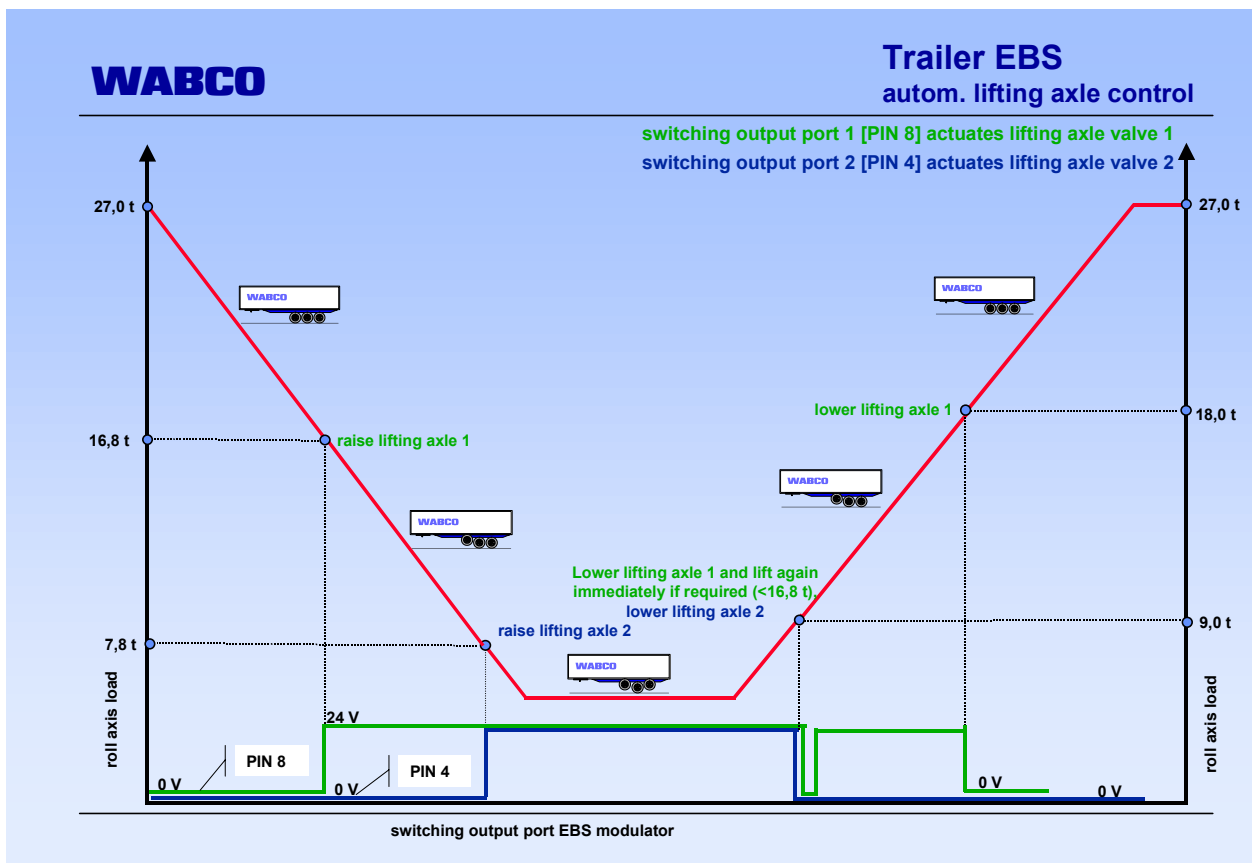 WABCO
Trailer EBS
autom. lifting axle control
switching output port 1 [PIN 8] actuates lifting axle valve 1
switching output port 2 [PIN 4] actuates lifting axle valve 2
27,0 t
27,0 t
WABCO
WABCO
lower lifting axle 1
18,0 t
16,8 t
raise lifting axle 1
WABCO
WABCO
Lower lifting axle 1 and lift again
immediately if required (<16,8 t),
lower lifting axle 2
9,0 t
7,8 t
raise lifting axle 2
WABCO
roll axis load
roll axis load
24 V
PIN 8
PIN 4
0 V
0 V
0 V
0 V
switching output port EBS modulator